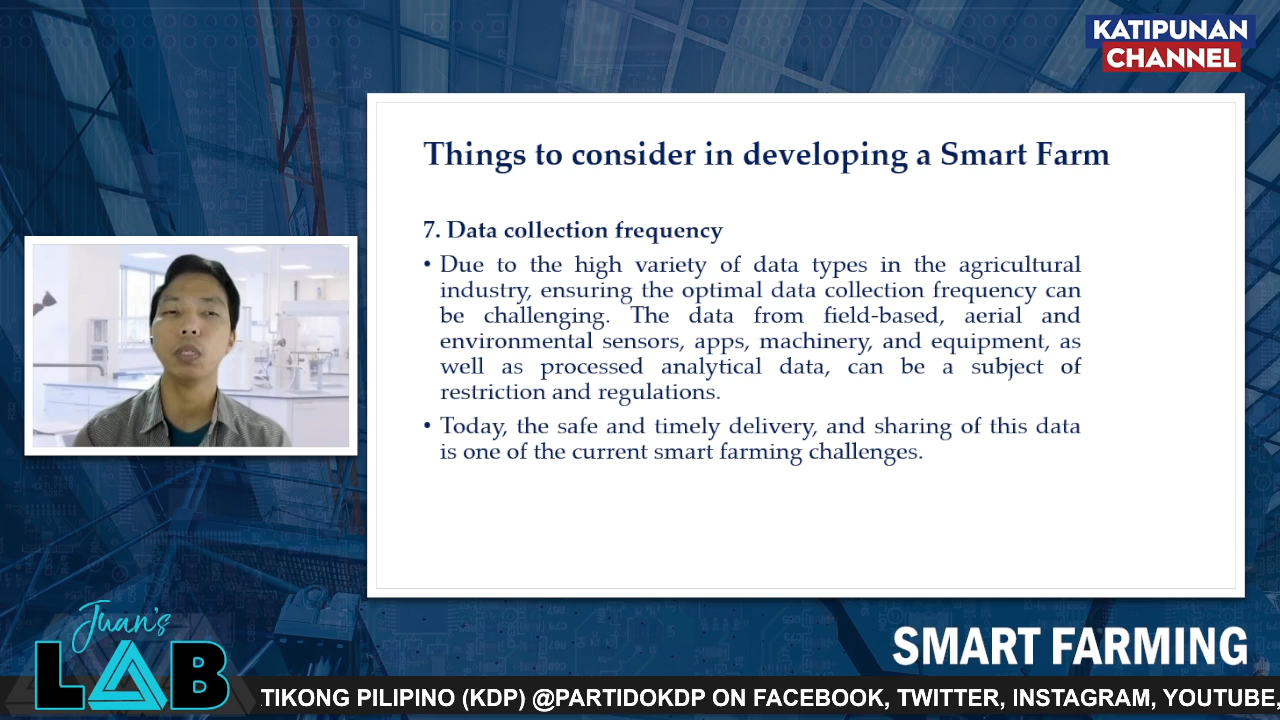 KATIPUNAN
CHANNEL
Things to consider in developing a Smart Farm
7. Data collection frequency
• Due to the high variety of data types in the agricultural
industry, ensuring the optimal data collection frequency can
be challenging. The data from field-based, aerial and
environmental sensors, apps, machinery, and equipment, as
well as processed analytical data, can be a subject of
restriction and regulations.
• Today, the safe and timely delivery, and sharing of this data
is one of the current smart farming challenges.
Juan's
LAB
SMART FARMING
TIKONG PILIPINO (KDP) @PARTIDOKDP ON FACEBOOK, TWITTER, INSTAGRAM, YOUTUBE,